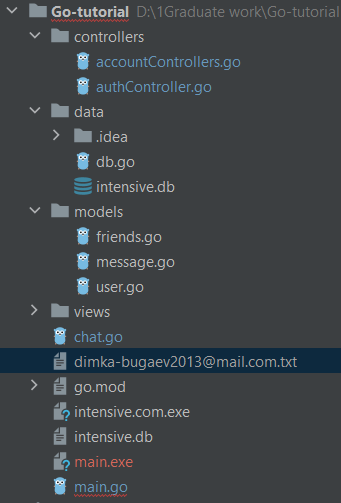 Go-tutorial D:\1Graduate work\Go-tutorial
controllers
accountControllers.go
authController.go
data
.idea
db.go
intensive.db
models
friends.go
message.go
user.go
views
chat.go
dimka-bugaev2013@mail.com.txt
go.mod
intensive.com.exe
intensive.db
main.exe
main.go